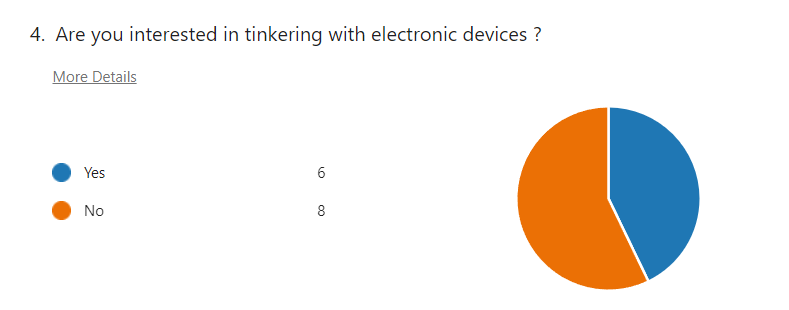 4. Are you interested in tinkering with electronic devices ?
More Details
Yes 6
No 8